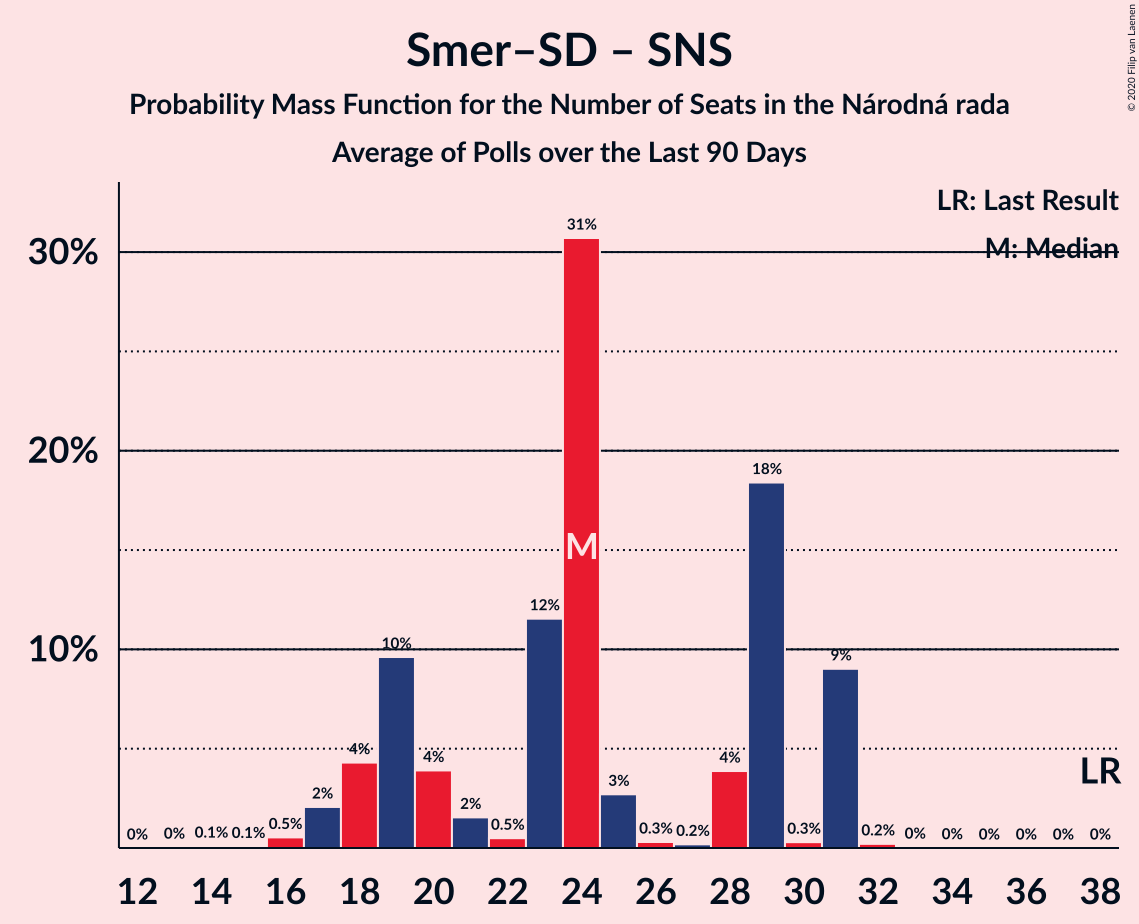 Smer–SD – SNS
Probability Mass Function for the Number of Seats in the Národná rada
Average of Polls over the Last 90 Days
© 2020 Filip van Laenen
LR: Last Result
M: Median
30%
20%
10%
0% 0% 0.1% 0.1% 0.5% 2% 4% 10% 4% 2% 0.5% 12% 31% 3% 0.3% 0.2% 4% 18% 0.3% 9% 0.2% 0% 0% 0% 0% 0% 0%
M
LR
12 14 16 18 20 22 24 26 28 30 32 34 36 38